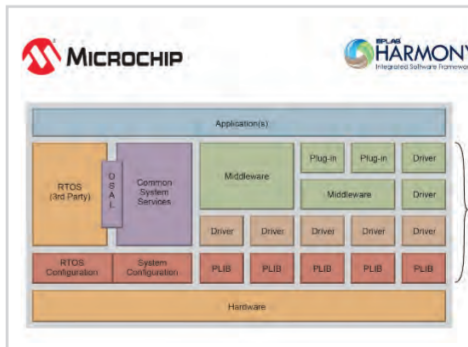 MICROCHIP
MPLAB
HARMONY
Integrated Software Framework
Application(s)
RTOS
(3rd Party)
OSAL
Common
System
Services
Middleware
Plug-in
Plug-in
Driver
Middleware
Driver
Driver
Driver
Driver
Driver
Driver
RTOS
Configuration
System
Configuration
PLIB
PLIB
PLIB
PLIB
PLIB
Hardware